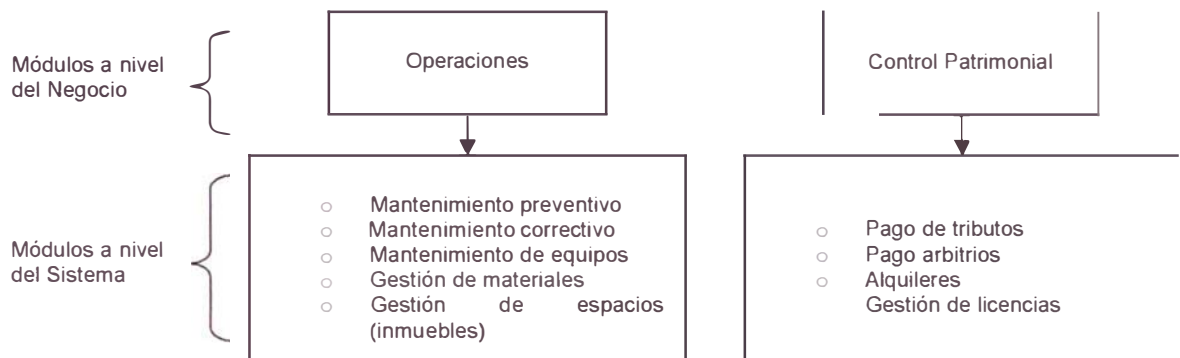 Módulos a nivel
del Negocio
Operaciones
Control Patrimonial
Módulos a nivel
del Sistema
o Mantenimiento preventivo
o Mantenimiento correctivo
o Mantenimiento de equipos
o Gestión de materiales
o Gestión de espacios
(inmuebles)
o Pago de tributos
o Pago arbitrios
o Alquileres
Gestión de licencias